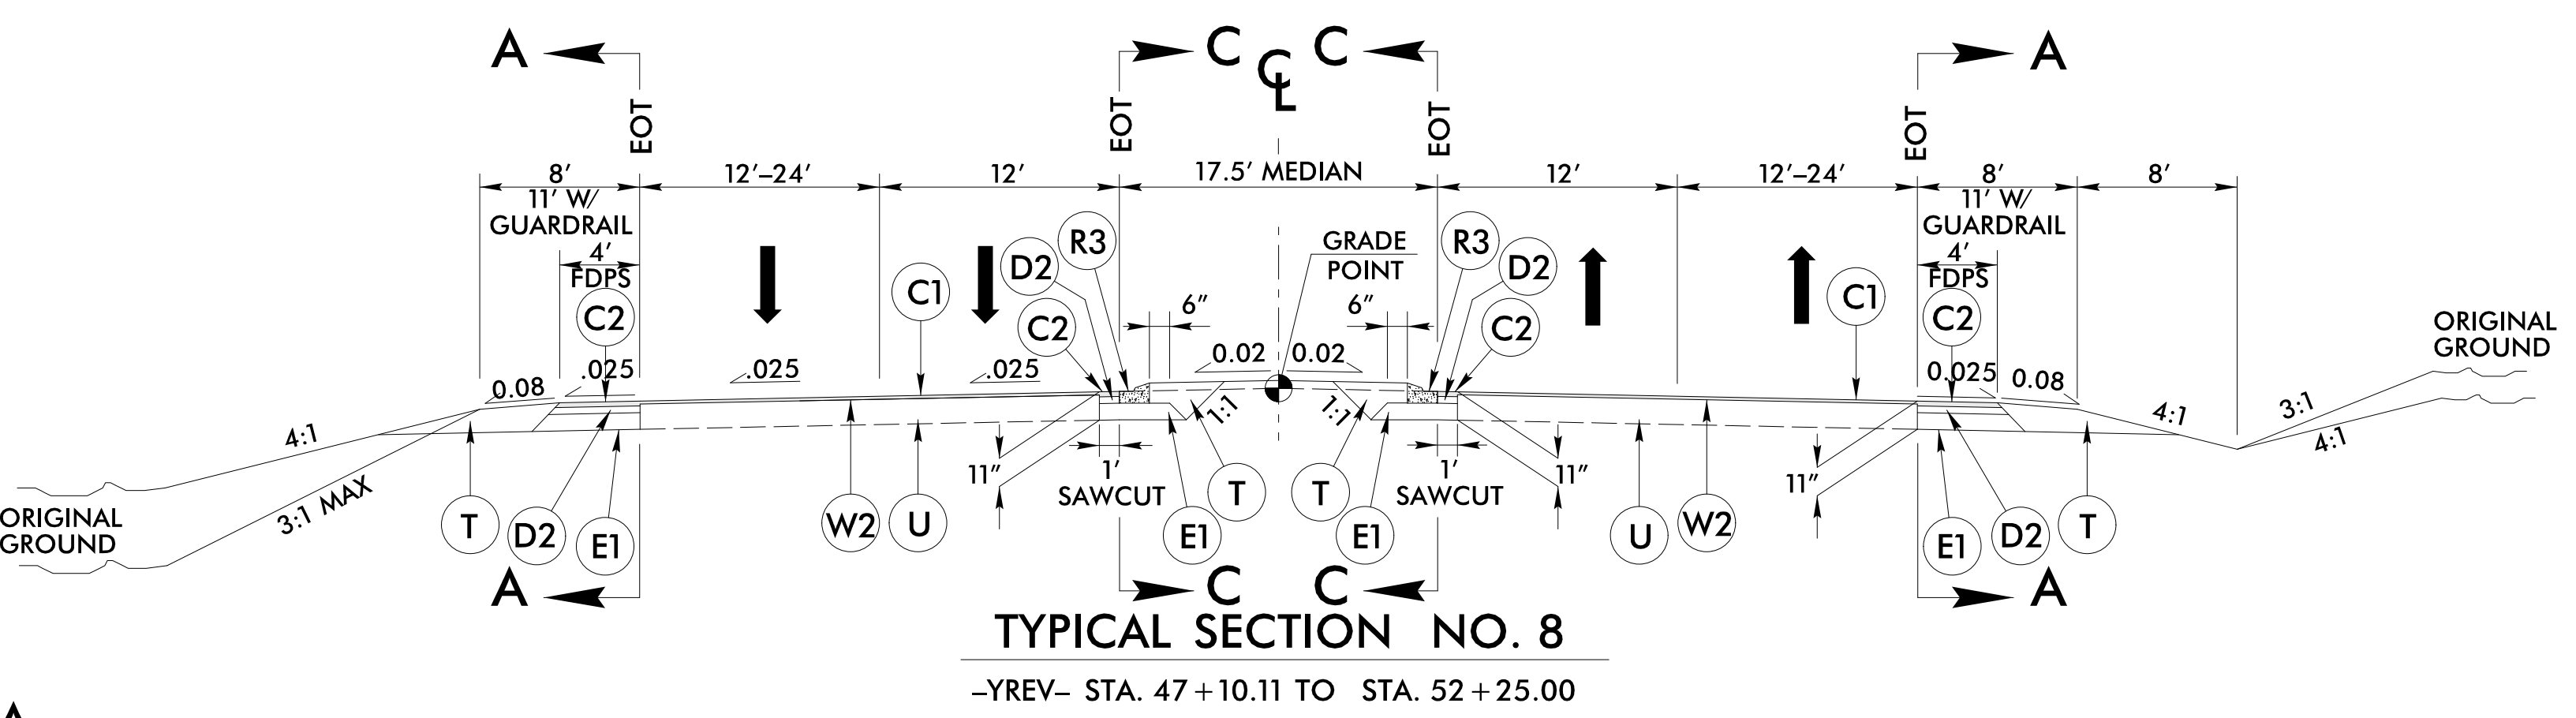 A C CL C A
EOT EOT EOT EOT
8′ 12′–24′ 12′ 17.5′ MEDIAN 12′ 12′–24′ 8′ 8′
11′ W/ GUARDRAIL
11′ W/ GUARDRAIL
4′ FDPS
4′ FDPS
R3 GRADE POINT R3
D2 D2
C2 C1 C2 6″ 6″ C2 C1 C2
ORIGINAL GROUND
0.08 .025 .025 .025 0.02 0.02 0.025 0.08
4:1 3:1 MAX 1:1 1:1 4:1 3:1 4:1
11″ 1′ SAWCUT 1′ SAWCUT 11″ 11″
ORIGINAL GROUND
T D2 E1 W2 U E1 T T E1 U W2 E1 D2 T
A C C A
TYPICAL SECTION NO. 8
–YREV– STA. 47+10.11 TO STA. 52+25.00